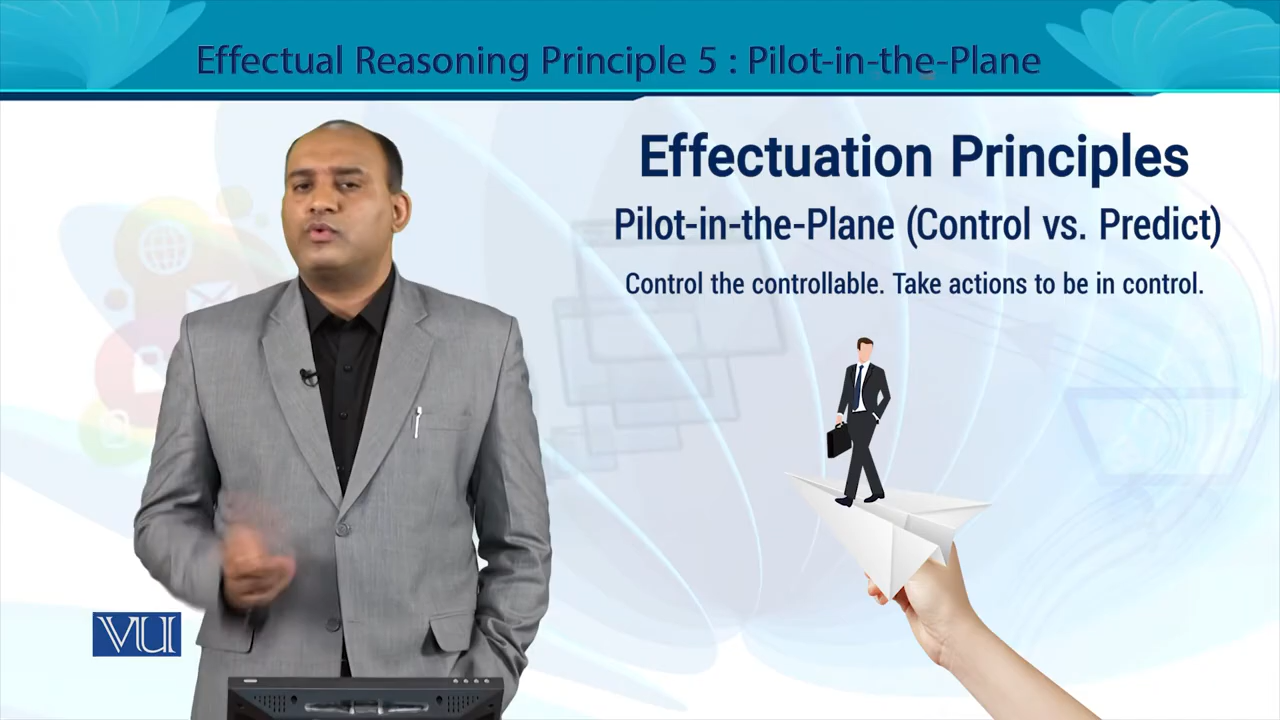 Effectual Reasoning Principle 5 : Pilot-in-the-Plane
Effectuation Principles
Pilot-in-the-Plane (Control vs. Predict)
Control the controllable. Take actions to be in control.
VU